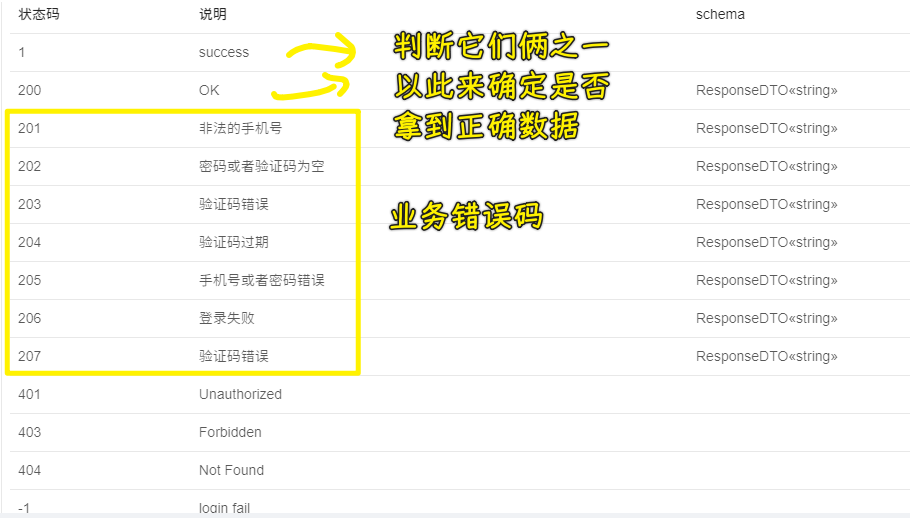 状态码 说明 schema
1 success
200 OK ResponseDTO«string»
判断它们俩之一
以此来确定是否
拿到正确数据
201 非法的手机号 ResponseDTO«string»
202 密码或者验证码为空 ResponseDTO«string»
203 验证码错误 ResponseDTO«string»
业务错误码
204 验证码过期 ResponseDTO«string»
205 手机号或者密码错误 ResponseDTO«string»
206 登录失败 ResponseDTO«string»
207 验证码错误 ResponseDTO«string»
401 Unauthorized
403 Forbidden
404 Not Found
-1 login fail